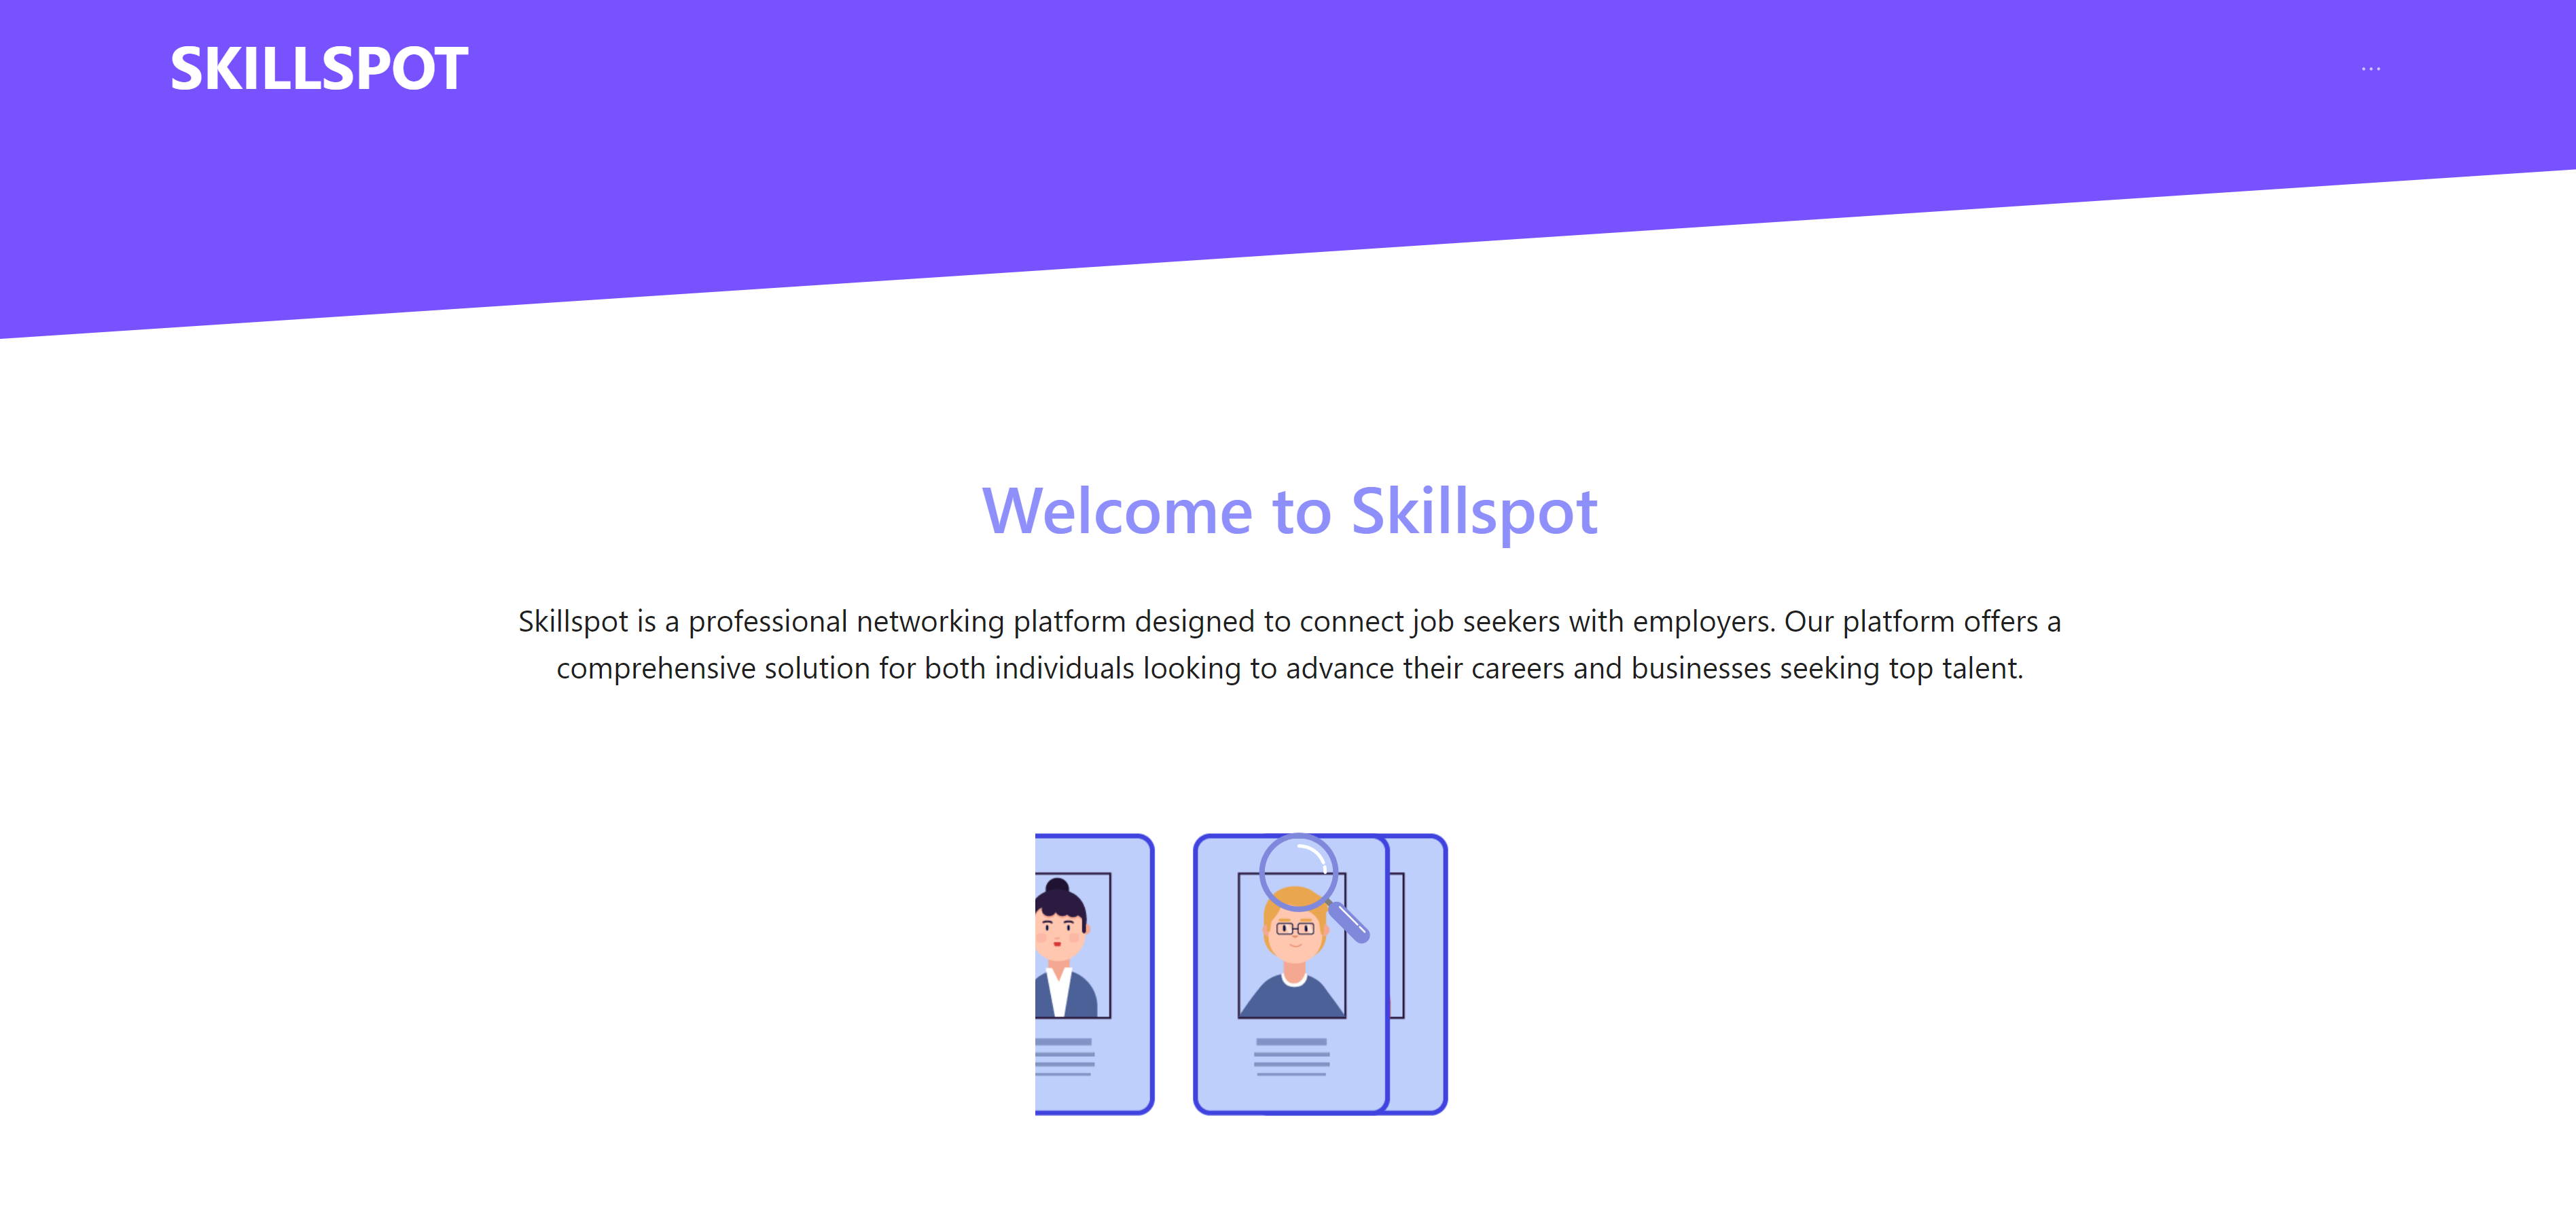 SKILLSPOT
...
Welcome to Skillspot
Skillspot is a professional networking platform designed to connect job seekers with employers. Our platform offers a
comprehensive solution for both individuals looking to advance their careers and businesses seeking top talent.